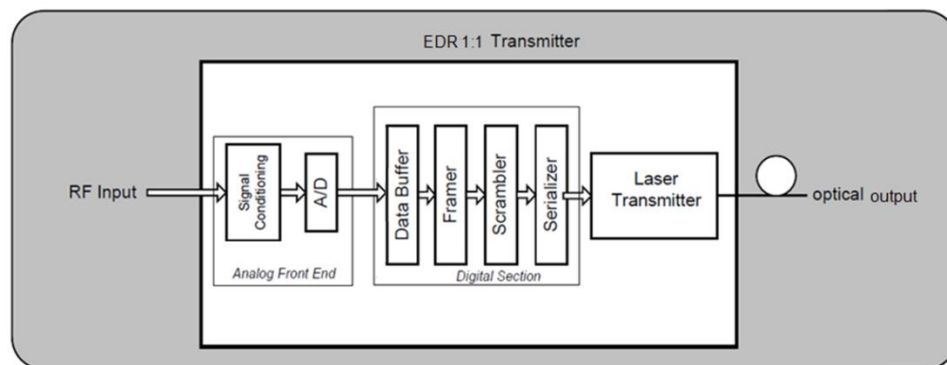 EDR 1:1 Transmitter
RF Input
Signal
Conditioning
A/D
Analog Front End
Data Buffer
Framer
Scrambler
Serializer
Digital Section
Laser
Transmitter
optical output